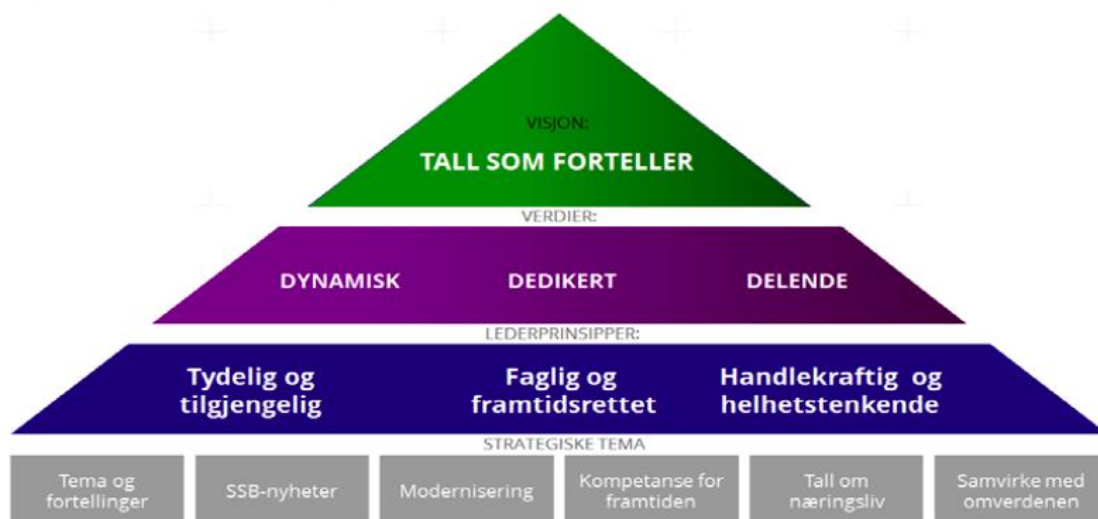 VISJON:
TALL SOM FORTELLER
VERDIER:
DYNAMISK DEDIKERT DELENDE
LEDERPRINSIPPER:
Tydelig og Faglig og Handlekraftig og
tilgjengelig framtidsrettet helhetstenkende
STRATEGISKE TEMA
Tema og
fortellinger
SSB-nyheter
Modernisering
Kompetanse for
framtiden
Tall om
næringsliv
Samvirke med
omverdenen